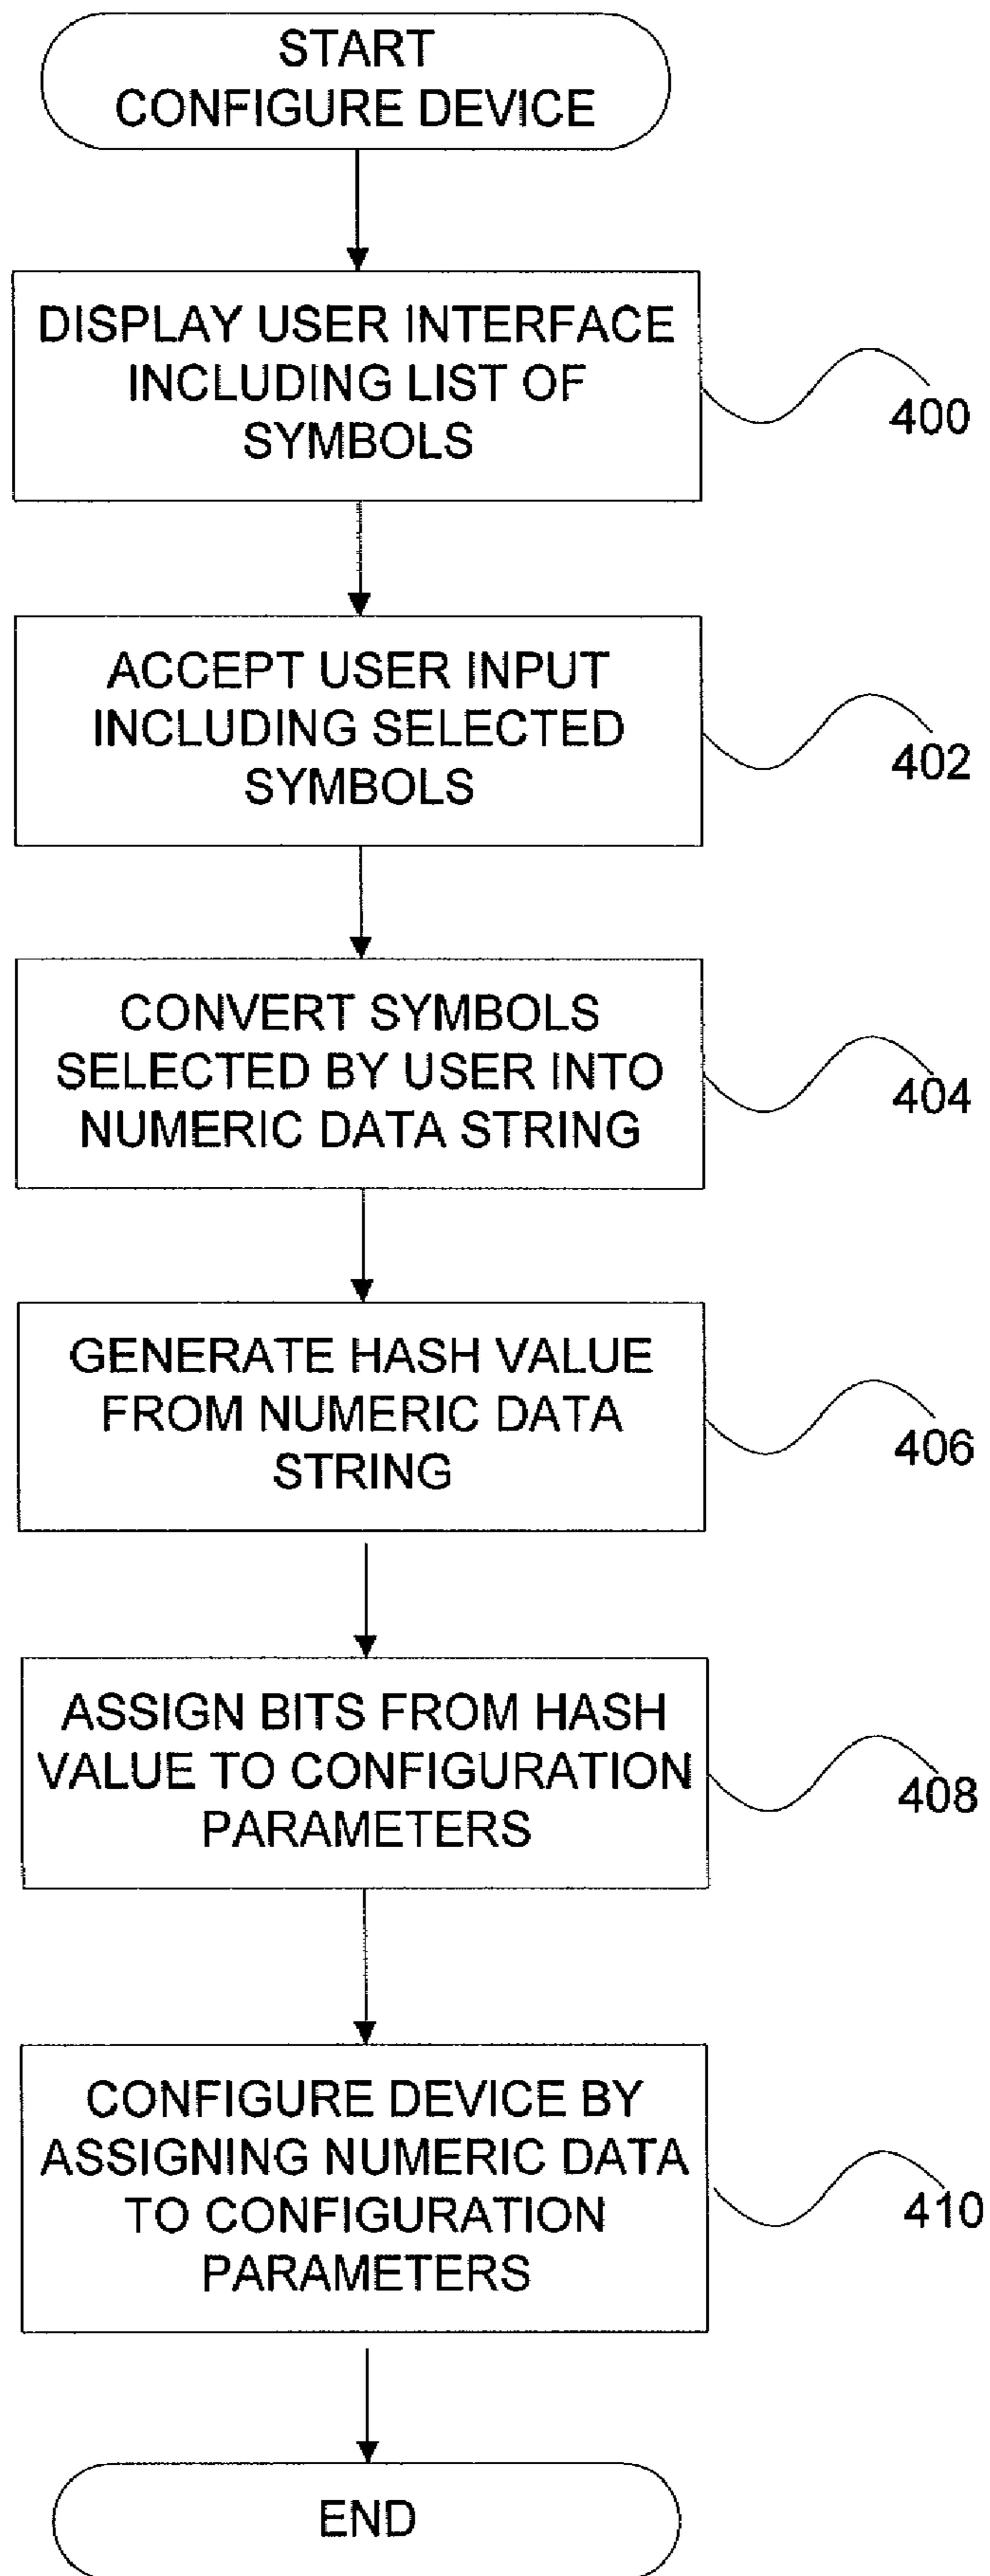 START
CONFIGURE DEVICE
DISPLAY USER INTERFACE
INCLUDING LIST OF
SYMBOLS
400
ACCEPT USER INPUT
INCLUDING SELECTED
SYMBOLS
402
CONVERT SYMBOLS
SELECTED BY USER INTO
NUMERIC DATA STRING
404
GENERATE HASH VALUE
FROM NUMERIC DATA
STRING
406
ASSIGN BITS FROM HASH
VALUE TO CONFIGURATION
PARAMETERS
408
CONFIGURE DEVICE BY
ASSIGNING NUMERIC DATA
TO CONFIGURATION
PARAMETERS
410
END